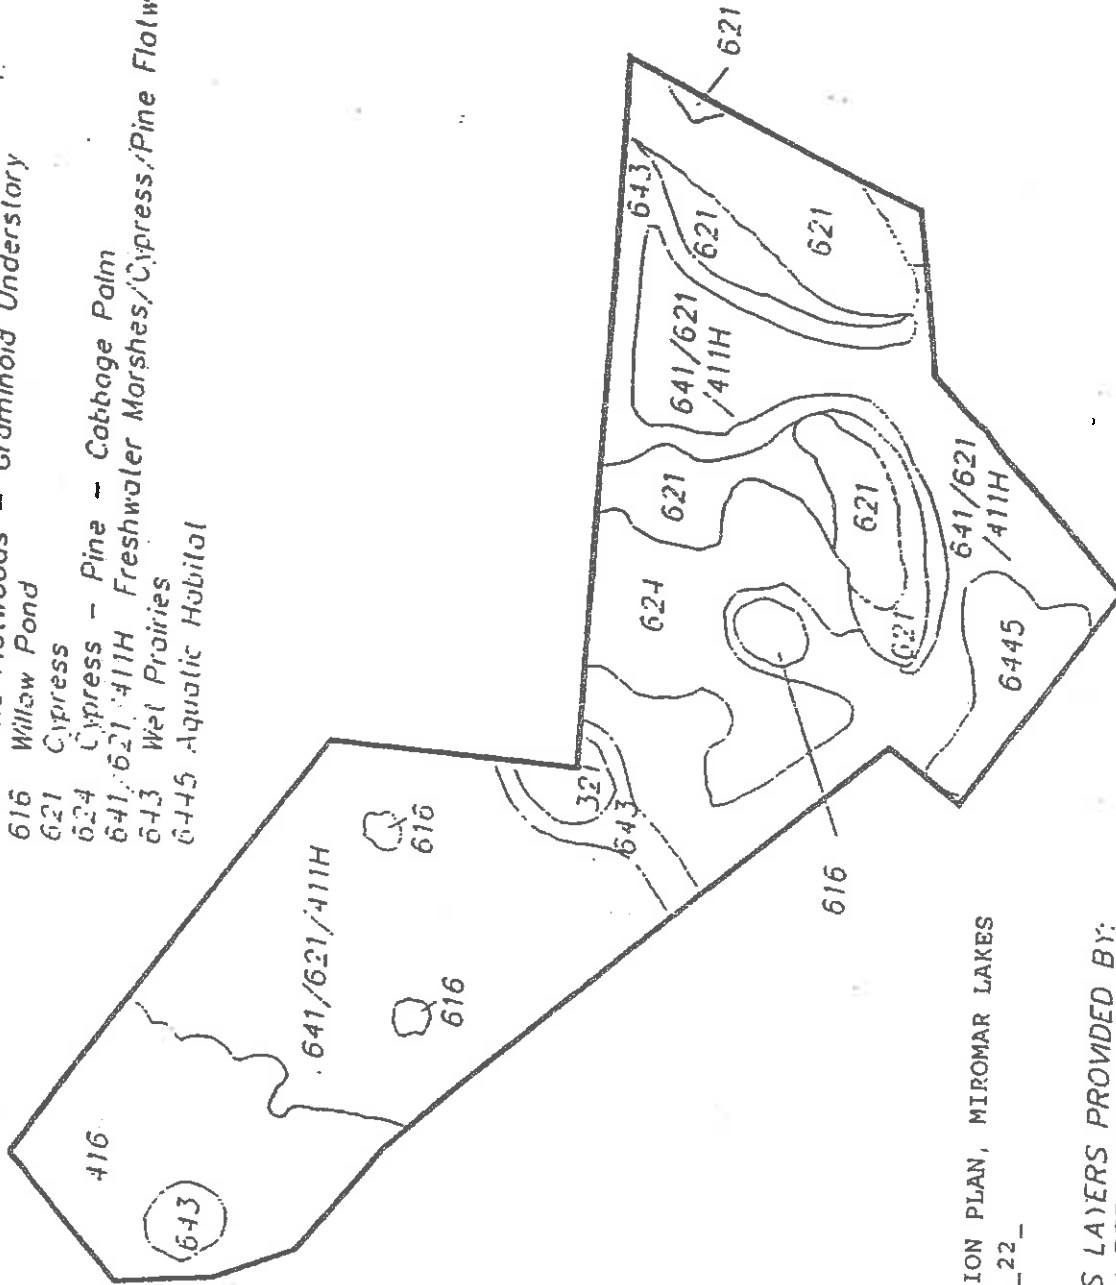 Flatwoods - Graminoid Understory
616 Willow Pond
621 Cypress
624 Cypress - Pine - Cabbage Palm
641/621/411H Freshwater Marshes/Cypress/Pine Flatw
643 Wet Prairies
6445 Aquatic Habitat
621
643
621
621
641/621
/411H
621
621
641/621
/411H
624
621
6445
616
321
643
616
641/621/411H
616
416
643
ION PLAN, MIROMAR LAKES
_22_
S LAYERS PROVIDED BY: